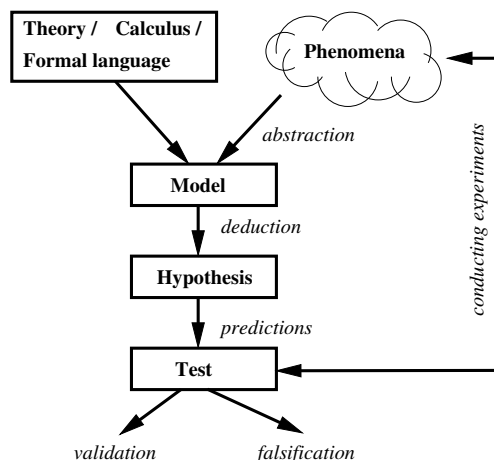 Theory / Calculus /
Formal language
Phenomena
abstraction
Model
deduction
Hypothesis
predictions
Test
validation
falsification
conducting experiments